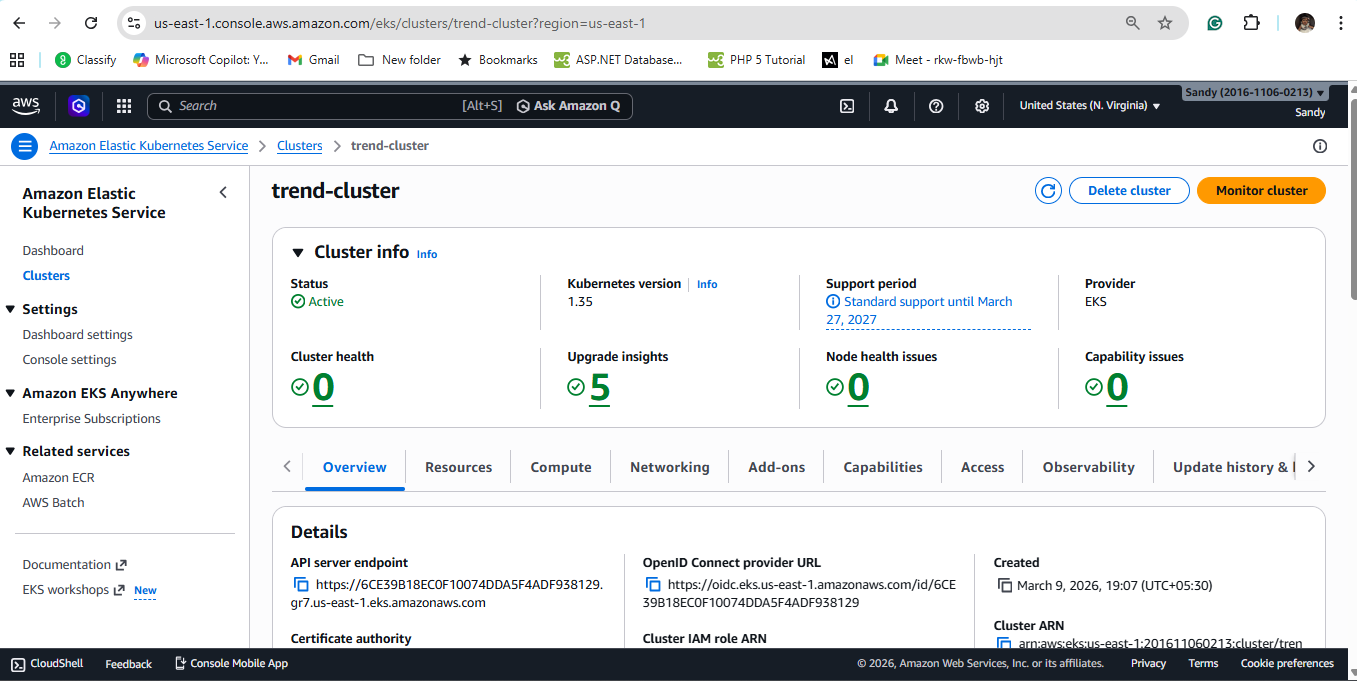 us-east-1.console.aws.amazon.com/eks/clusters/trend-cluster?region=us-east-1
Classify
Microsoft Copilot: Y...
Gmail
New folder
Bookmarks
ASP.NET Database...
PHP 5 Tutorial
el
Meet - rkw-fbwb-hjt
aws
Search
[Alt+S]
Ask Amazon Q
United States (N. Virginia)
Sandy (2016-1106-0213)
Sandy
Amazon Elastic Kubernetes Service
Clusters
trend-cluster
Amazon Elastic
Kubernetes Service
Dashboard
Clusters
Settings
Dashboard settings
Console settings
Amazon EKS Anywhere
Enterprise Subscriptions
Related services
Amazon ECR
AWS Batch
Documentation
EKS workshops New
trend-cluster
Delete cluster
Monitor cluster
Cluster info Info
Status
Active
Kubernetes version Info
1.35
Support period
Standard support until March
27, 2027
Provider
EKS
Cluster health
0
Upgrade insights
5
Node health issues
0
Capability issues
0
Overview
Resources
Compute
Networking
Add-ons
Capabilities
Access
Observability
Update history &
Details
API server endpoint
https://6CE39B18EC0F10074DDA5F4ADF938129.
gr7.us-east-1.eks.amazonaws.com
Certificate authority
OpenID Connect provider URL
https://oidc.eks.us-east-1.amazonaws.com/id/6CE
39B18EC0F10074DDA5F4ADF938129
Cluster IAM role ARN
Created
March 9, 2026, 19:07 (UTC+05:30)
Cluster ARN
arn:aws:eks:us-east-1:201611060213:cluster/tren
CloudShell
Feedback
Console Mobile App
© 2026, Amazon Web Services, Inc. or its affiliates.
Privacy
Terms
Cookie preferences